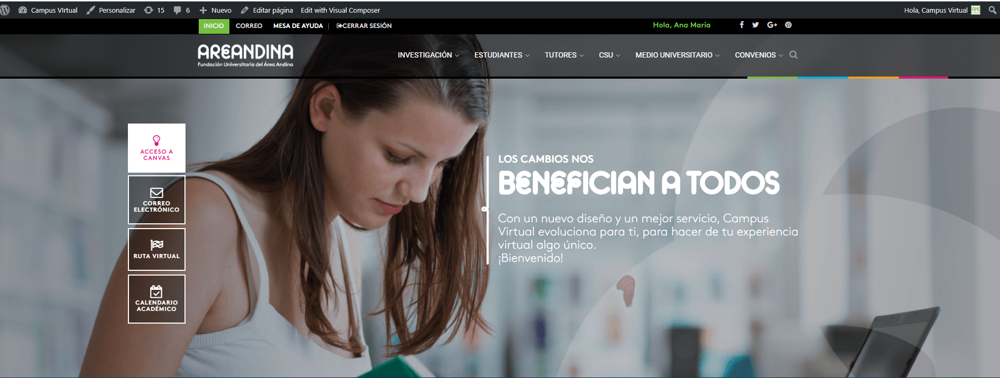 Campus VIrtual Personalizar 15 6 Nuevo Editar página Edit with Visual Composer Hola, Campus Virtual
INICIO CORREO MESA DE AYUDA | CERRAR SESIÓN Hola, Ana Maria
AREANDINA
Fundación Universitaria del Área Andina
INVESTIGACIÓN ESTUDIANTES TUTORES CSU MEDIO UNIVERSITARIO CONVENIOS
ACCESO A
CANVAS
CORREO
ELECTRÓNICO
RUTA VIRTUAL
CALENDARIO
ACADÉMICO
LOS CAMBIOS NOS
BENEFICIAN A TODOS
Con un nuevo diseño y un mejor servicio, Campus
Virtual evoluciona para ti, para hacer de tu experiencia
virtual algo único.
¡Bienvenido!